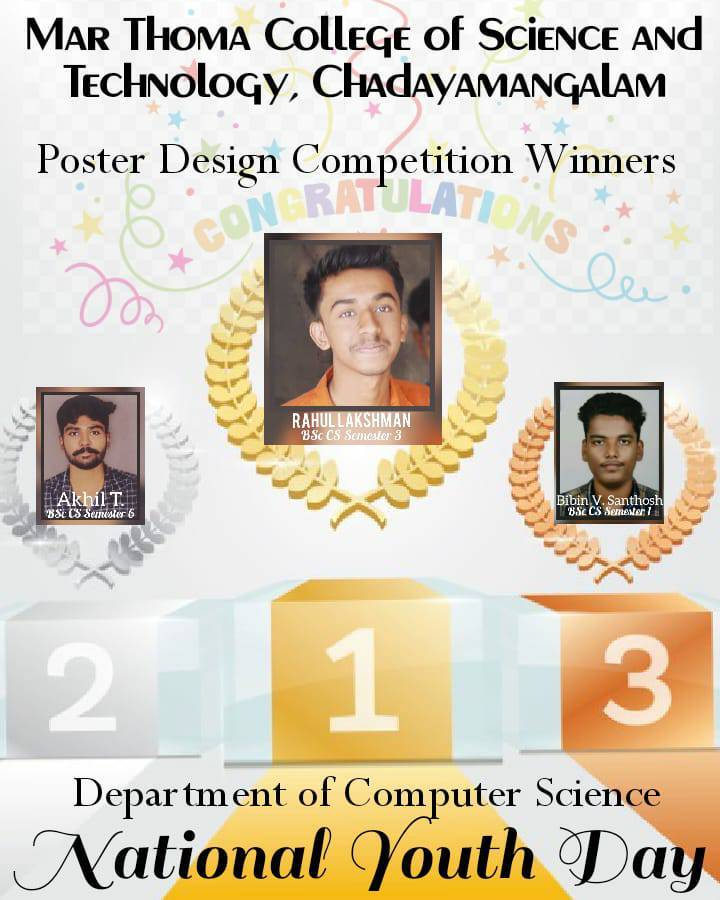 Mar Thoma College of Science and
Technology, Chadayamangalam
Poster Design Competition Winners
CONGRATULATIONS
RAHUL LAKSHMAN
BSc CS Semester 3
Akhil T.
BSc CS Semester 6
Bibin V. Santhosh
BSc CS Semester 1
2
1
3
Department of Computer Science
National Youth Day